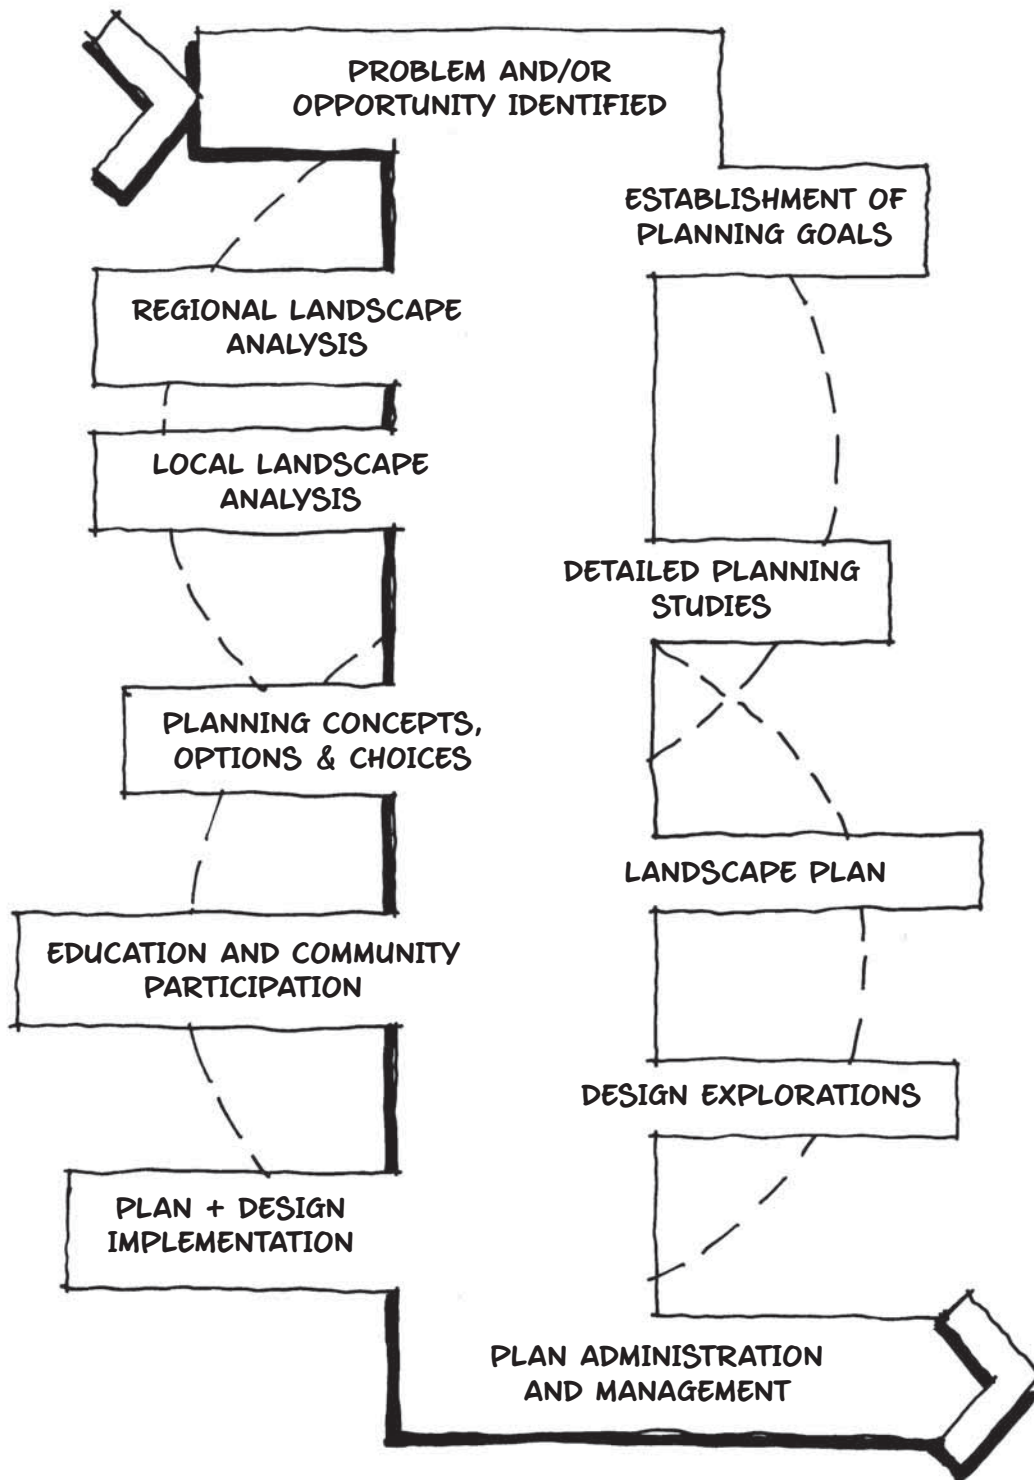 PROBLEM AND/OR
OPPORTUNITY IDENTIFIED
ESTABLISHMENT OF
PLANNING GOALS
REGIONAL LANDSCAPE
ANALYSIS
LOCAL LANDSCAPE
ANALYSIS
DETAILED PLANNING
STUDIES
PLANNING CONCEPTS,
OPTIONS & CHOICES
LANDSCAPE PLAN
EDUCATION AND COMMUNITY
PARTICIPATION
DESIGN EXPLORATIONS
PLAN + DESIGN
IMPLEMENTATION
PLAN ADMINISTRATION
AND MANAGEMENT